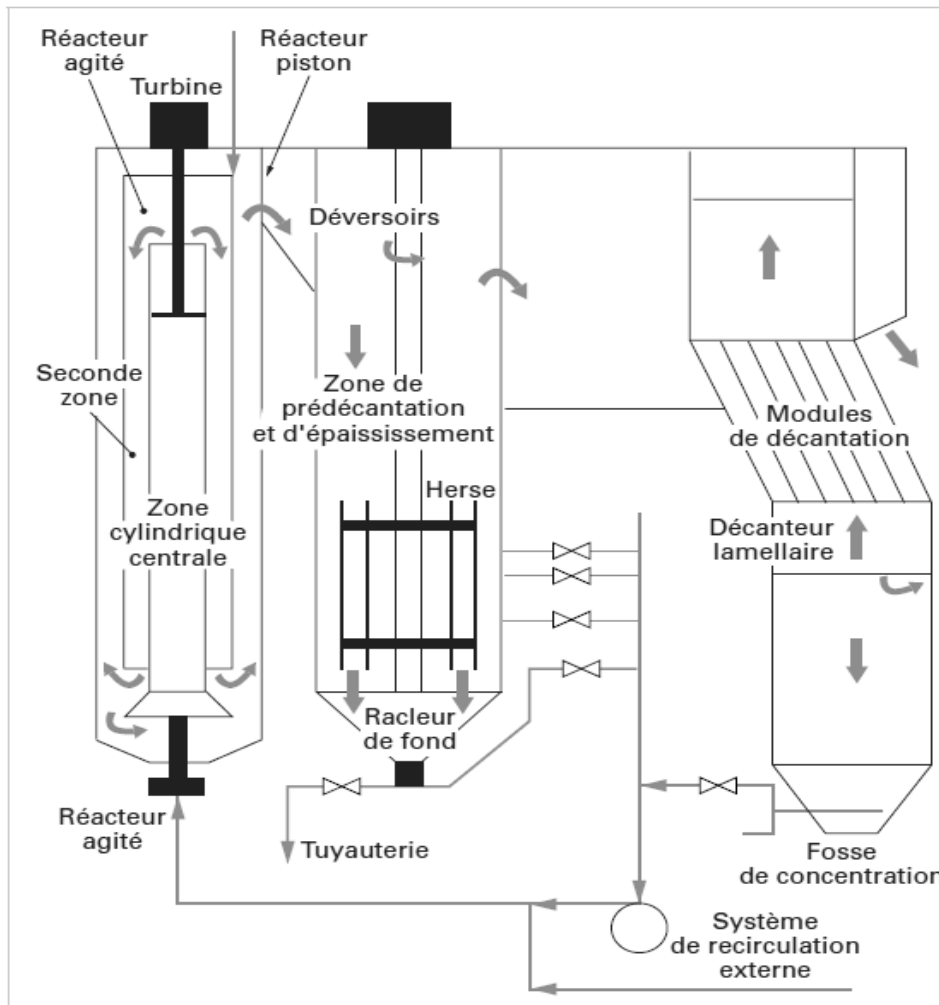 Réacteur
agité
Turbine
Réacteur
piston
Déversoirs
Seconde
zone
Zone de
prédécantation
et d'épaississement
Modules
de décantation
Herse
Zone
cylindrique
centrale
Décanteur
lamellaire
Racleur
de fond
Réacteur
agité
Tuyauterie
Fosse
de concentration
Système
de recirculation
externe